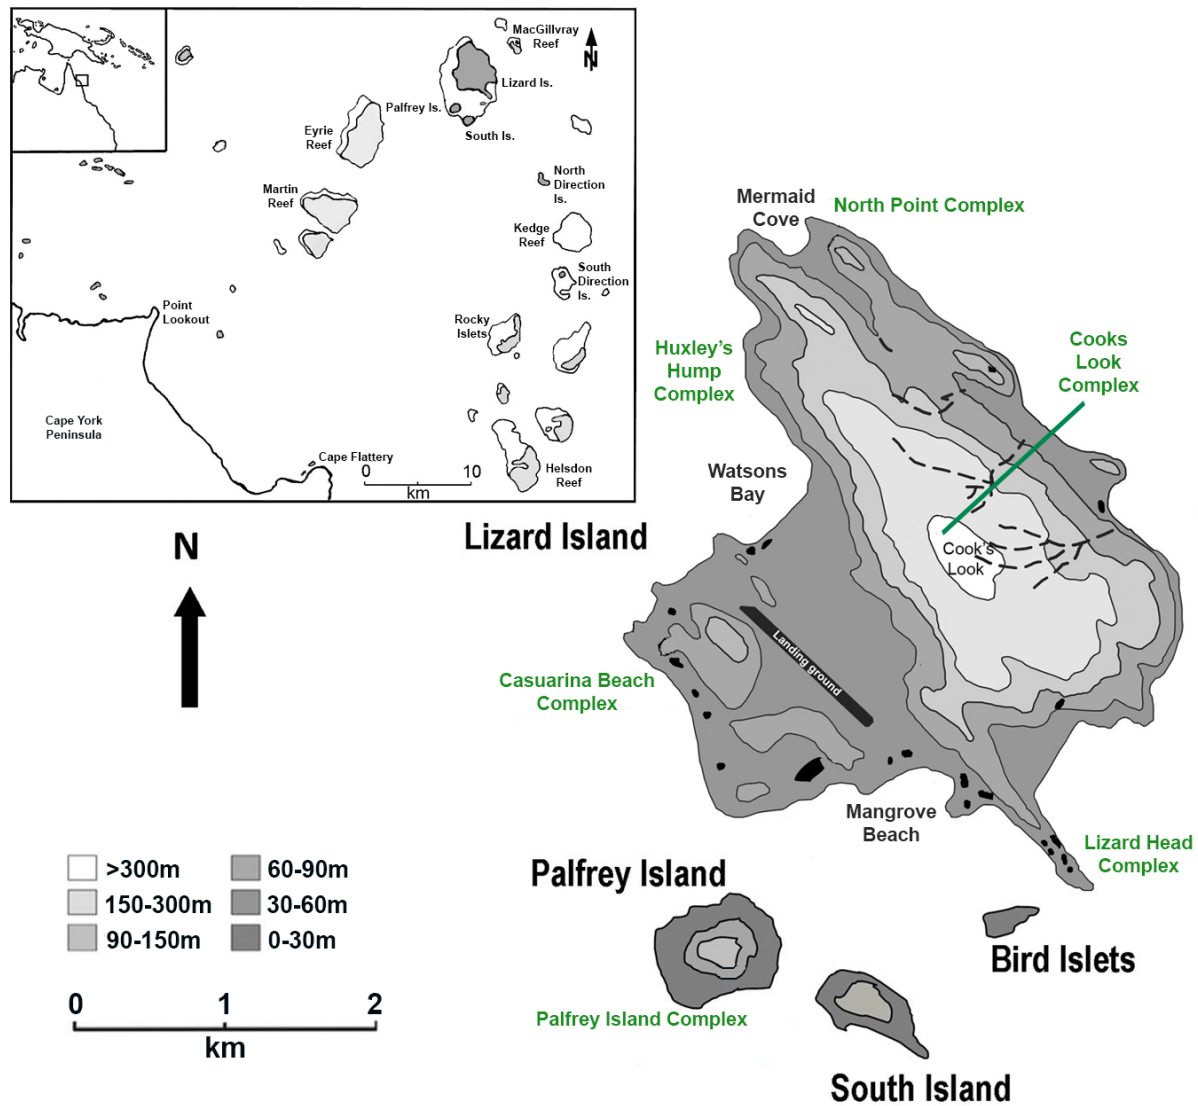 MacGillvray
Reef
N
Lizard Is.
Palfrey Is.
South Is.
Eyrie
Reef
North
Direction
Is.
Martin
Reef
Kedge
Reef
South
Direction
Is.
Point
Lookout
Rocky
Islets
Cape York
Peninsula
Cape Flattery
0 10
km
Helsdon
Reef
Mermaid
Cove
North Point Complex
Huxley's
Hump
Complex
Cooks
Look
Complex
Watsons
Bay
Lizard Island
N
Cook's
Look
Landing ground
Casuarina Beach
Complex
Mangrove
Beach
Lizard Head
Complex
Palfrey Island
>300m 60-90m
150-300m 30-60m
90-150m 0-30m
Bird Islets
0 1 2
km
Palfrey Island Complex
South Island